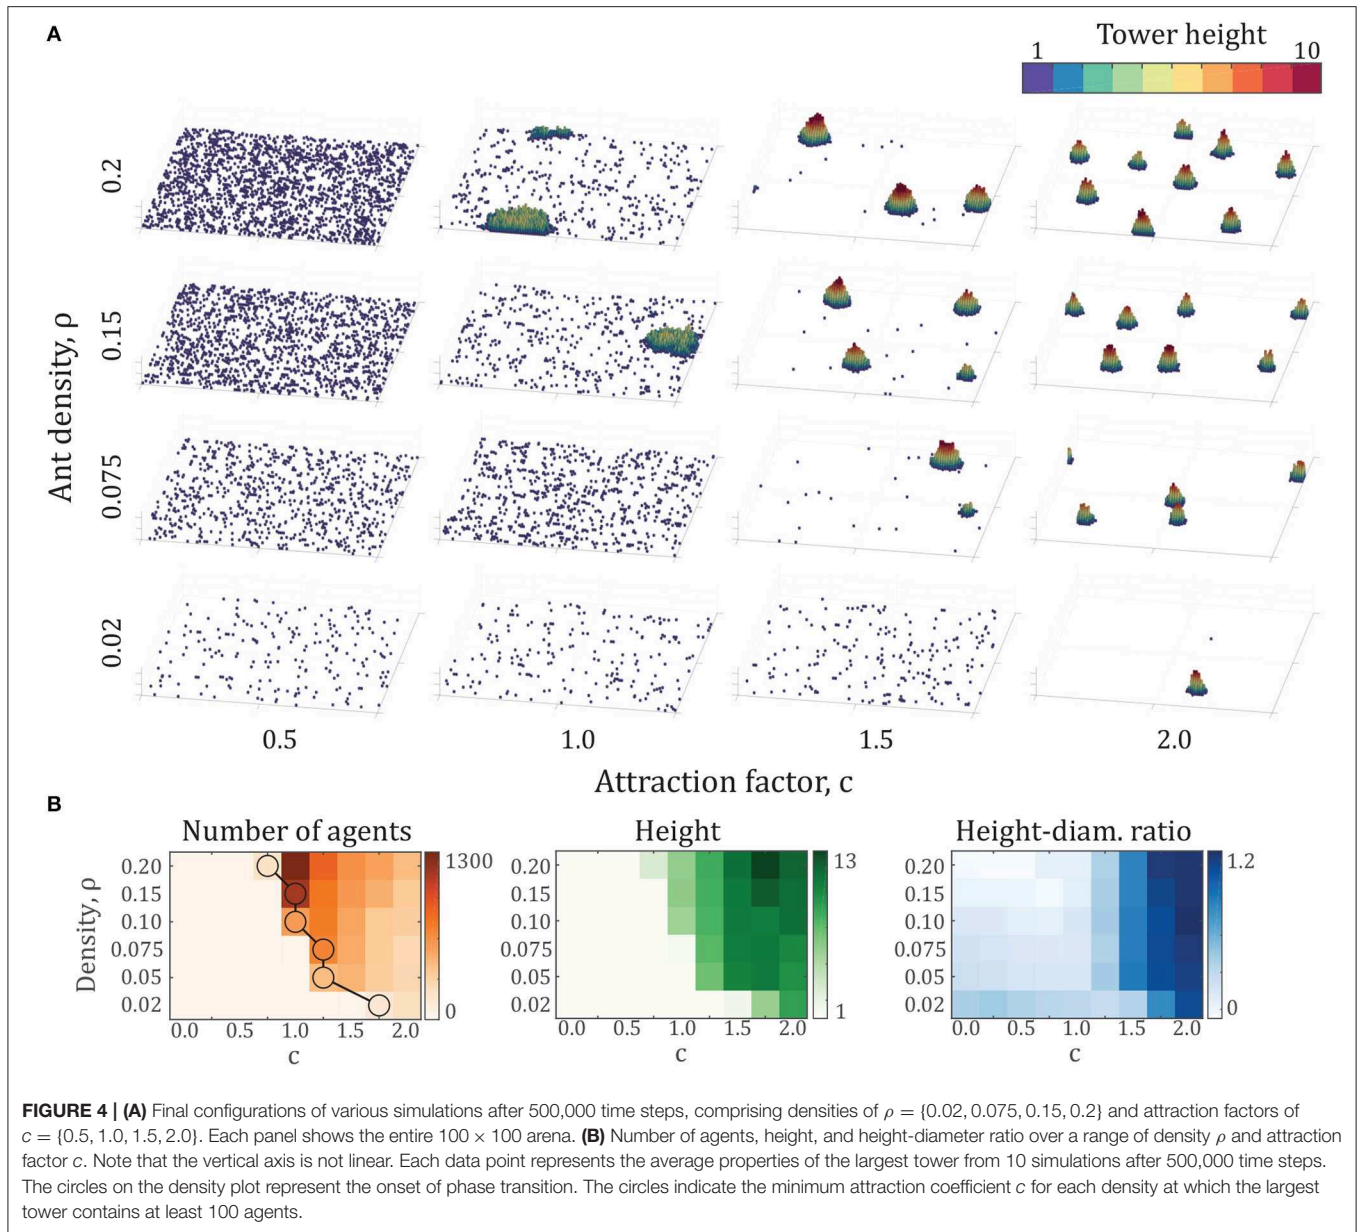 A
Tower height
1 10
0.2
0.15
0.075
0.02
Ant density, ρ
0.5 1.0 1.5 2.0
Attraction factor, c
B
Number of agents
Density, ρ
0.20
0.15
0.10
0.075
0.05
0.02
0.0 0.5 1.0 1.5 2.0
c
1300
0
Height
0.20
0.15
0.10
0.075
0.05
0.02
0.0 0.5 1.0 1.5 2.0
c
13
1
Height-diam. ratio
0.20
0.15
0.10
0.075
0.05
0.02
0.0 0.5 1.0 1.5 2.0
c
1.2
0
FIGURE 4 | (A) Final configurations of various simulations after 500,000 time steps, comprising densities of ρ = {0.02, 0.075, 0.15, 0.2} and attraction factors of
c = {0.5, 1.0, 1.5, 2.0}. Each panel shows the entire 100 × 100 arena. (B) Number of agents, height, and height-diameter ratio over a range of density ρ and attraction
factor c. Note that the vertical axis is not linear. Each data point represents the average properties of the largest tower from 10 simulations after 500,000 time steps.
The circles on the density plot represent the onset of phase transition. The circles indicate the minimum attraction coefficient c for each density at which the largest
tower contains at least 100 agents.